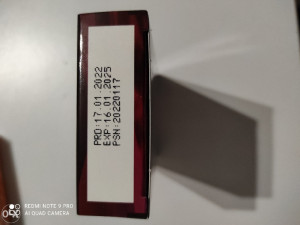 PRD:17.01.2022
EXP:16.01.2025
PSN:20220117
REDMI NOTE 9 PRO
AI QUAD CAMERA